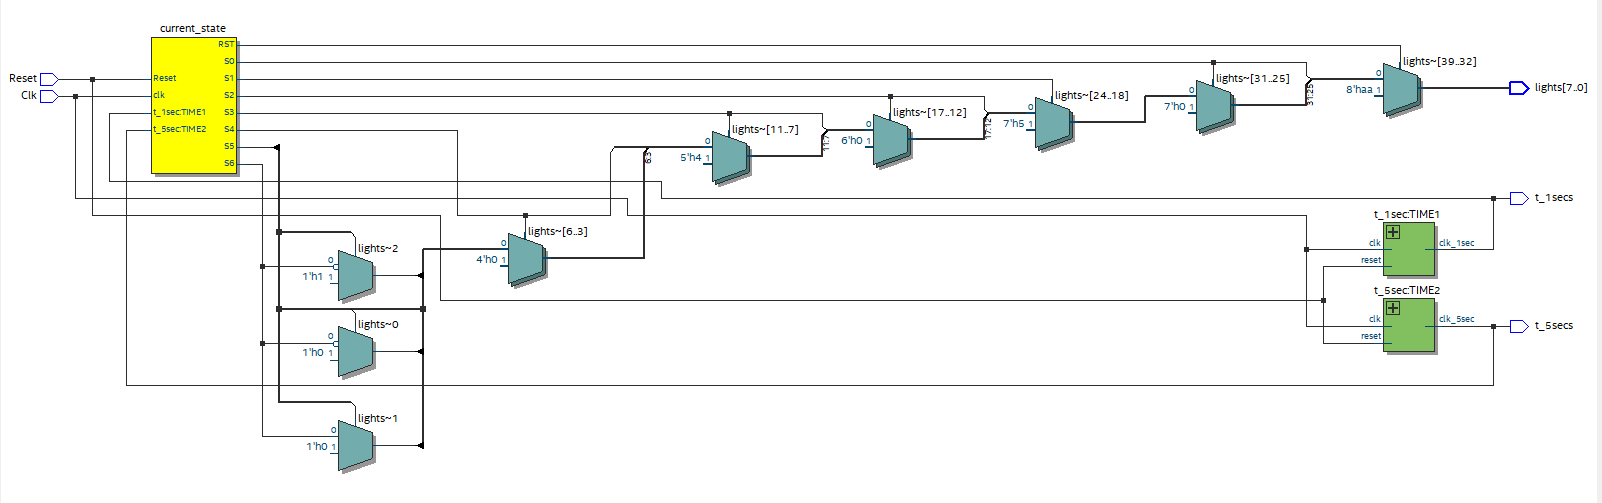 current_state
RST
Reset
S0
S1
clk
S2
t_1sec:TIME1
S3
t_5sec:TIME2
S4
S5
S6
Reset
Clk
lights~2
0
1'h1 1
lights~0
0
1'h0 1
lights~1
0
1'h0 1
lights~[6..3]
0
4'h0 1
6:3
lights~[11..7]
0
5'h4 1
11:7
lights~[17..12]
0
6'h0 1
17:12
lights~[24..18]
0
7'h5 1
lights~[31..25]
0
7'h0 1
31:25
lights~[39..32]
0
8'haa 1
lights[7..0]
t_1secs
t_1sec:TIME1
clk
clk_1sec
reset
t_5sec:TIME2
clk
clk_5sec
reset
t_5secs